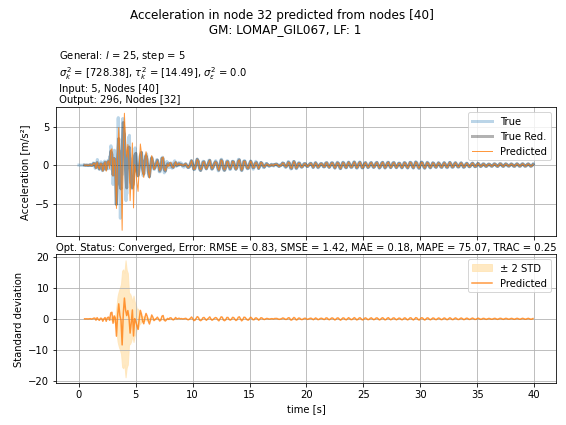 Acceleration in node 32 predicted from nodes [40]
GM: LOMAP_GIL067, LF: 1
General: l = 25, step = 5
σ²ₖ = [728.38], τ²ₖ = [14.49], σ²_ε = 0.0
Input: 5, Nodes [40]
Output: 296, Nodes [32]
Acceleration [m/s²]
5
0
−5
True
True Red.
Predicted
Opt. Status: Converged, Error: RMSE = 0.83, SMSE = 1.42, MAE = 0.18, MAPE = 75.07, TRAC = 0.25
Standard deviation
20
10
0
−10
−20
± 2 STD
Predicted
0 5 10 15 20 25 30 35 40
time [s]